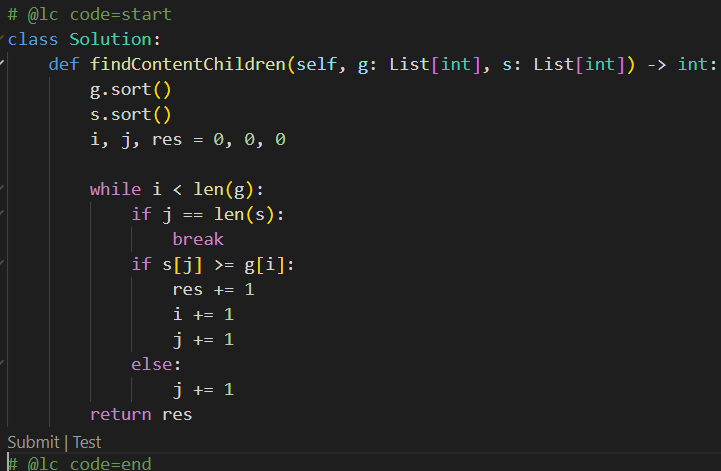 # @lc code=start
class Solution:
    def findContentChildren(self, g: List[int], s: List[int]) -> int:
        g.sort()
        s.sort()
        i, j, res = 0, 0, 0

        while i < len(g):
            if j == len(s):
                break
            if s[j] >= g[i]:
                res += 1
                i += 1
                j += 1
            else:
                j += 1
        return res
Submit | Test
# @lc code=end